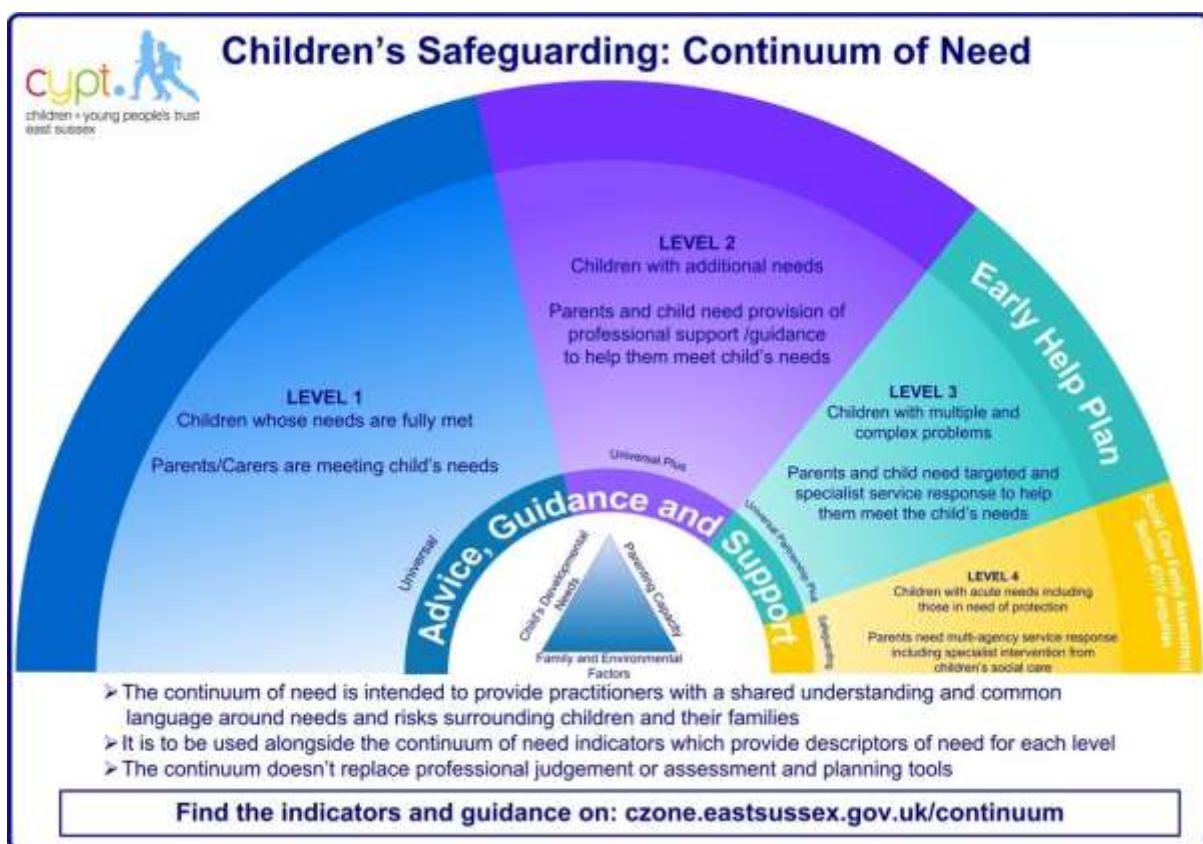 Children's Safeguarding: Continuum of Need
cypt.
children + young people's trust
east sussex
LEVEL 1
Children whose needs are fully met
Parents/Carers are meeting child's needs
LEVEL 2
Children with additional needs
Parents and child need provision of
professional support /guidance
to help them meet child's needs
LEVEL 3
Children with multiple and
complex problems
Parents and child need targeted and
specialist service response to help
them meet the child's needs
Early Help Plan
LEVEL 4
Children with acute needs including
those in need of protection
Parents need multi-agency service response
including specialist intervention from
children's social care
Social Care Family Assessment
Universal
Universal Plus
Universal Partnership Plus
Safeguarding
Advice, Guidance and Support
Child's Developmental
Needs
Parenting Capacity
Family and Environmental
Factors
➢ The continuum of need is intended to provide practitioners with a shared understanding and common
language around needs and risks surrounding children and their families
➢ It is to be used alongside the continuum of need indicators which provide descriptors of need for each level
➢ The continuum doesn't replace professional judgement or assessment and planning tools
Find the indicators and guidance on: czone.eastsussex.gov.uk/continuum